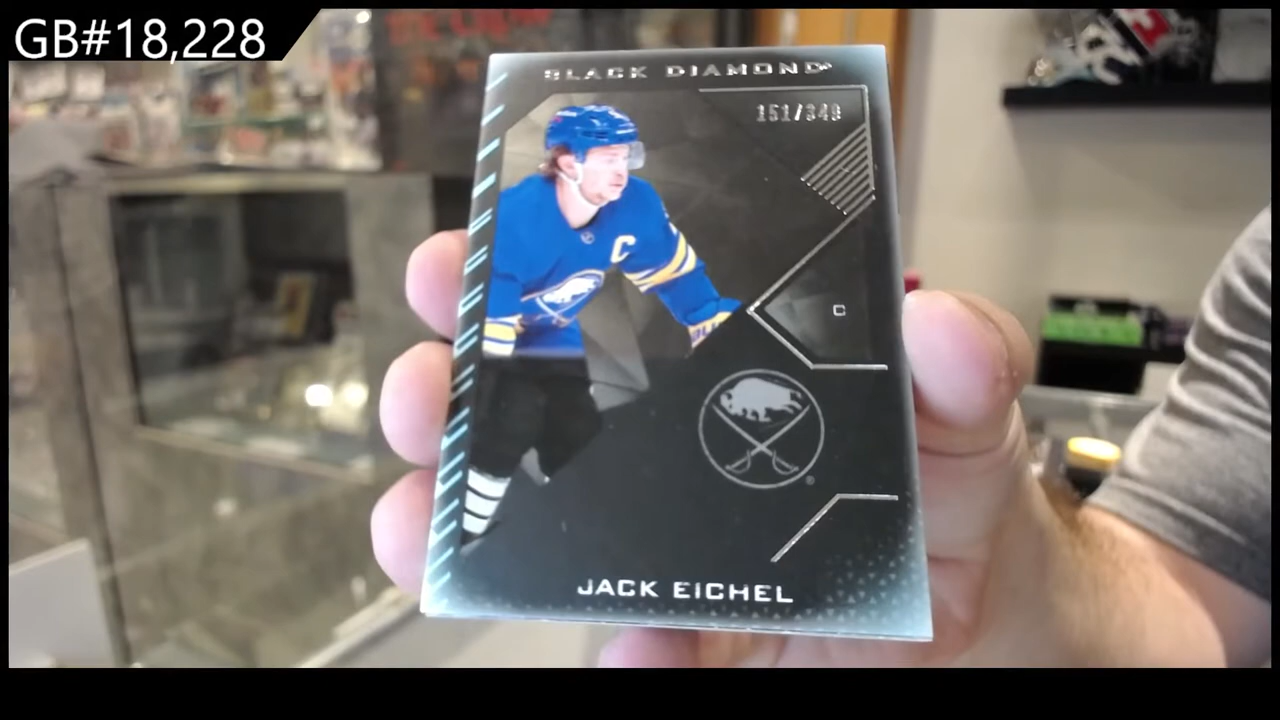 GB#18,228
BLACK DIAMOND
151/349
C
C
JACK EICHEL